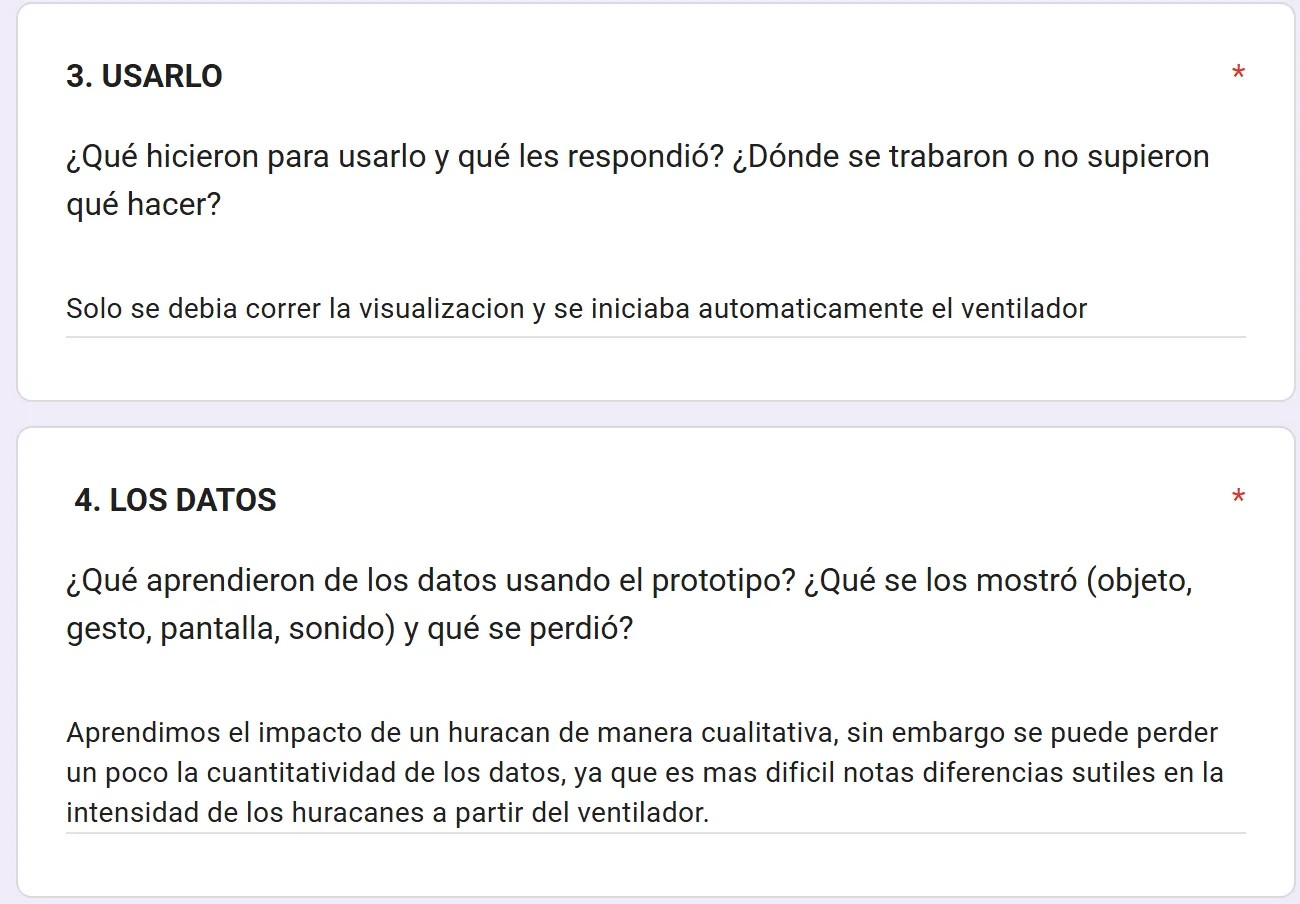 3. USARLO *
¿Qué hicieron para usarlo y qué les respondió? ¿Dónde se trabaron o no supieron
qué hacer?
Solo se debia correr la visualizacion y se iniciaba automaticamente el ventilador
4. LOS DATOS *
¿Qué aprendieron de los datos usando el prototipo? ¿Qué se los mostró (objeto,
gesto, pantalla, sonido) y qué se perdió?
Aprendimos el impacto de un huracan de manera cualitativa, sin embargo se puede perder
un poco la cuantitatividad de los datos, ya que es mas dificil notas diferencias sutiles en la
intensidad de los huracanes a partir del ventilador.